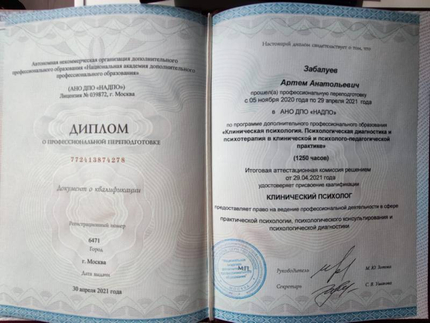 Автономная некоммерческая организация дополнительного
профессионального образования «Национальная академия дополнительного
профессионального образования»
(АНО ДПО «НАДПО»)
Лицензия № 039872, г. Москва
ДИПЛОМ
О ПРОФЕССИОНАЛЬНОЙ ПЕРЕПОДГОТОВКЕ
772413874278
Документ о квалификации
Регистрационный номер
6471
Город
г. Москва
Дата выдачи
30 апреля 2021 года
Настоящий диплом свидетельствует о том, что
Забалуев
Артем Анатольевич
прошел(а) профессиональную переподготовку
с 05 ноября 2020 года по 29 апреля 2021 года
в АНО ДПО «НАДПО»
по программе дополнительного профессионального образования
«Клиническая психология. Психологическая диагностика и
психотерапия в клинической и психолого-педагогической
практике»
(1250 часов)
Итоговая аттестационная комиссия решением
от 29.04.2021 года
удостоверяет присвоение квалификации
КЛИНИЧЕСКИЙ ПСИХОЛОГ
предоставляет право на ведение профессиональной деятельности в сфере
практической психологии, психологического консультирования и
психологической диагностики
М.П.
Руководитель
Секретарь